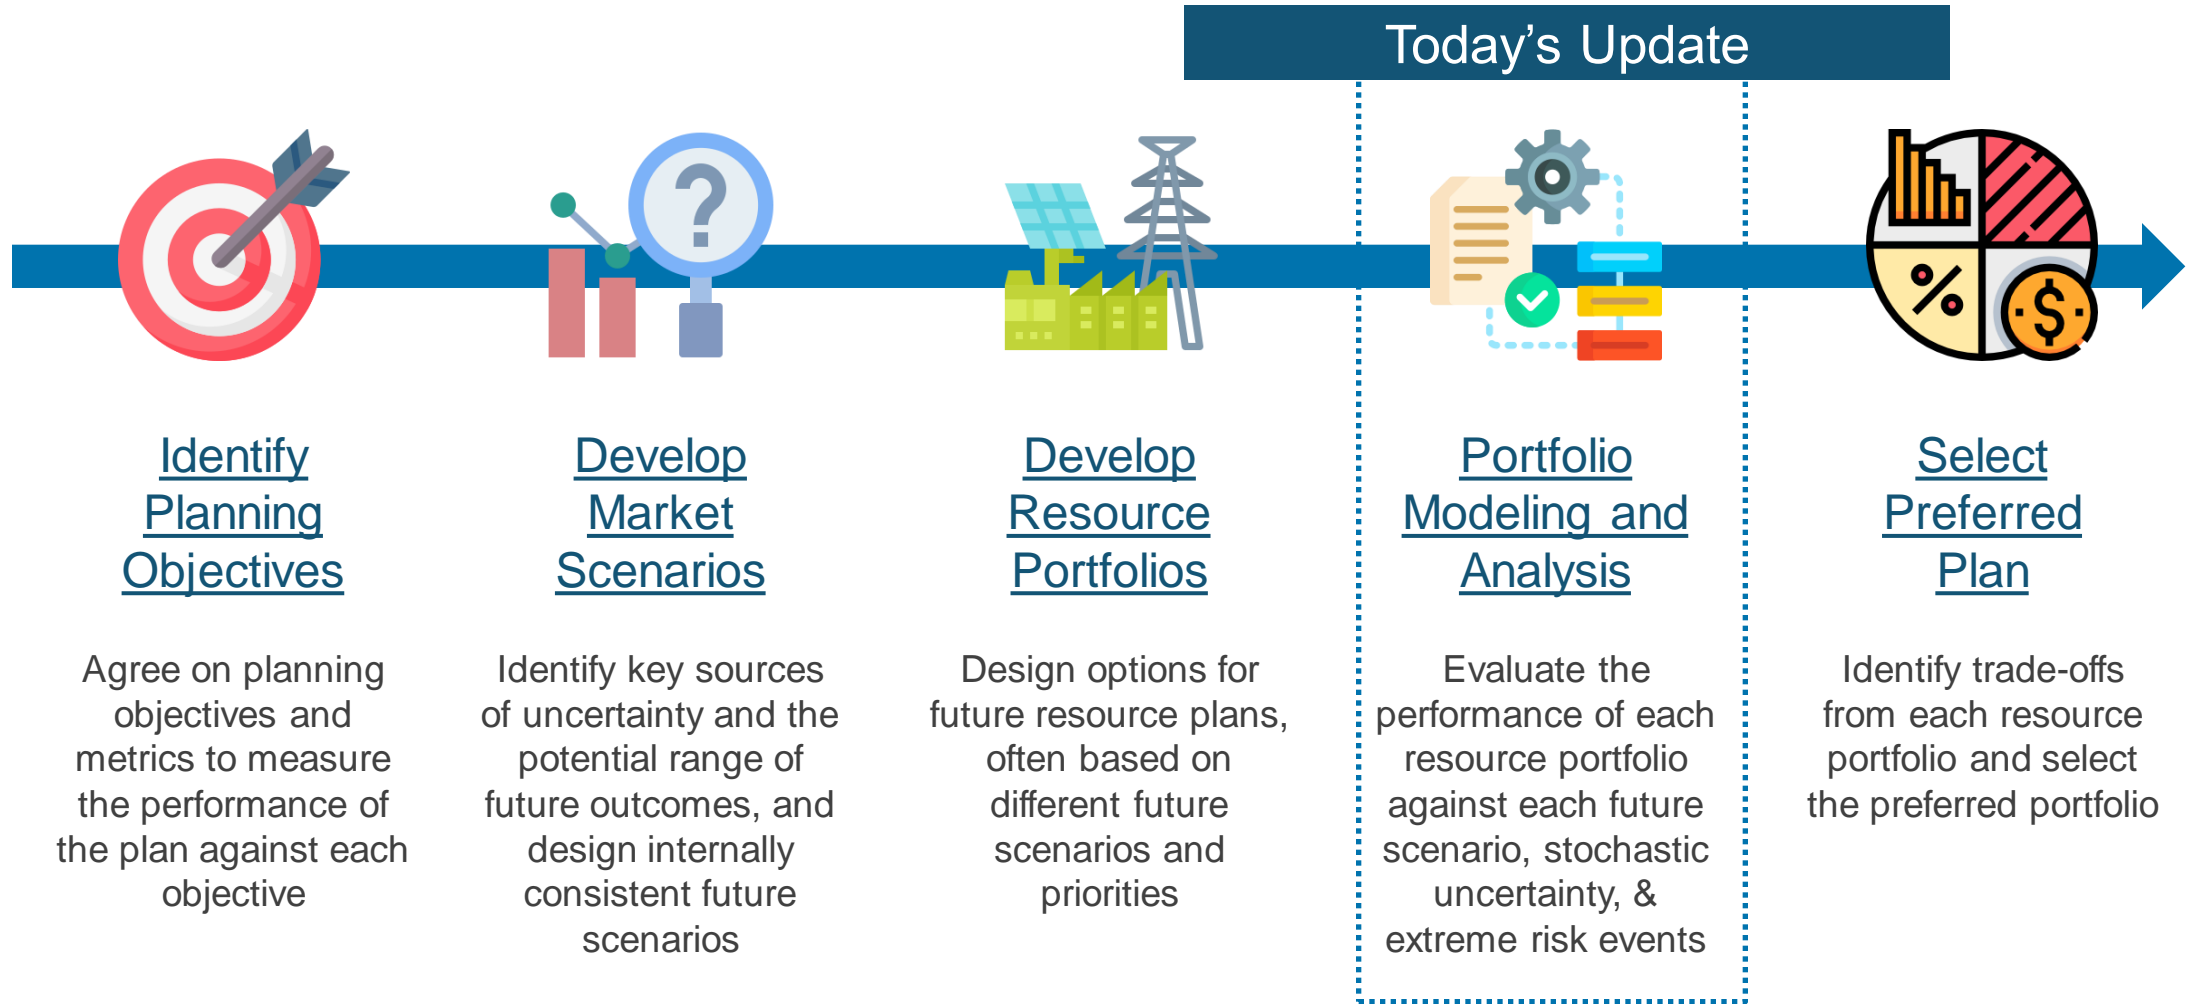 Today's Update
Identify
Planning
Objectives
Agree on planning
objectives and
metrics to measure
the performance of
the plan against each
objective
Develop
Market
Scenarios
Identify key sources
of uncertainty and the
potential range of
future outcomes, and
design internally
consistent future
scenarios
Develop
Resource
Portfolios
Design options for
future resource plans,
often based on
different future
scenarios and
priorities
Portfolio
Modeling and
Analysis
Evaluate the
performance of each
resource portfolio
against each future
scenario, stochastic
uncertainty, &
extreme risk events
Select
Preferred
Plan
Identify trade-offs
from each resource
portfolio and select
the preferred portfolio